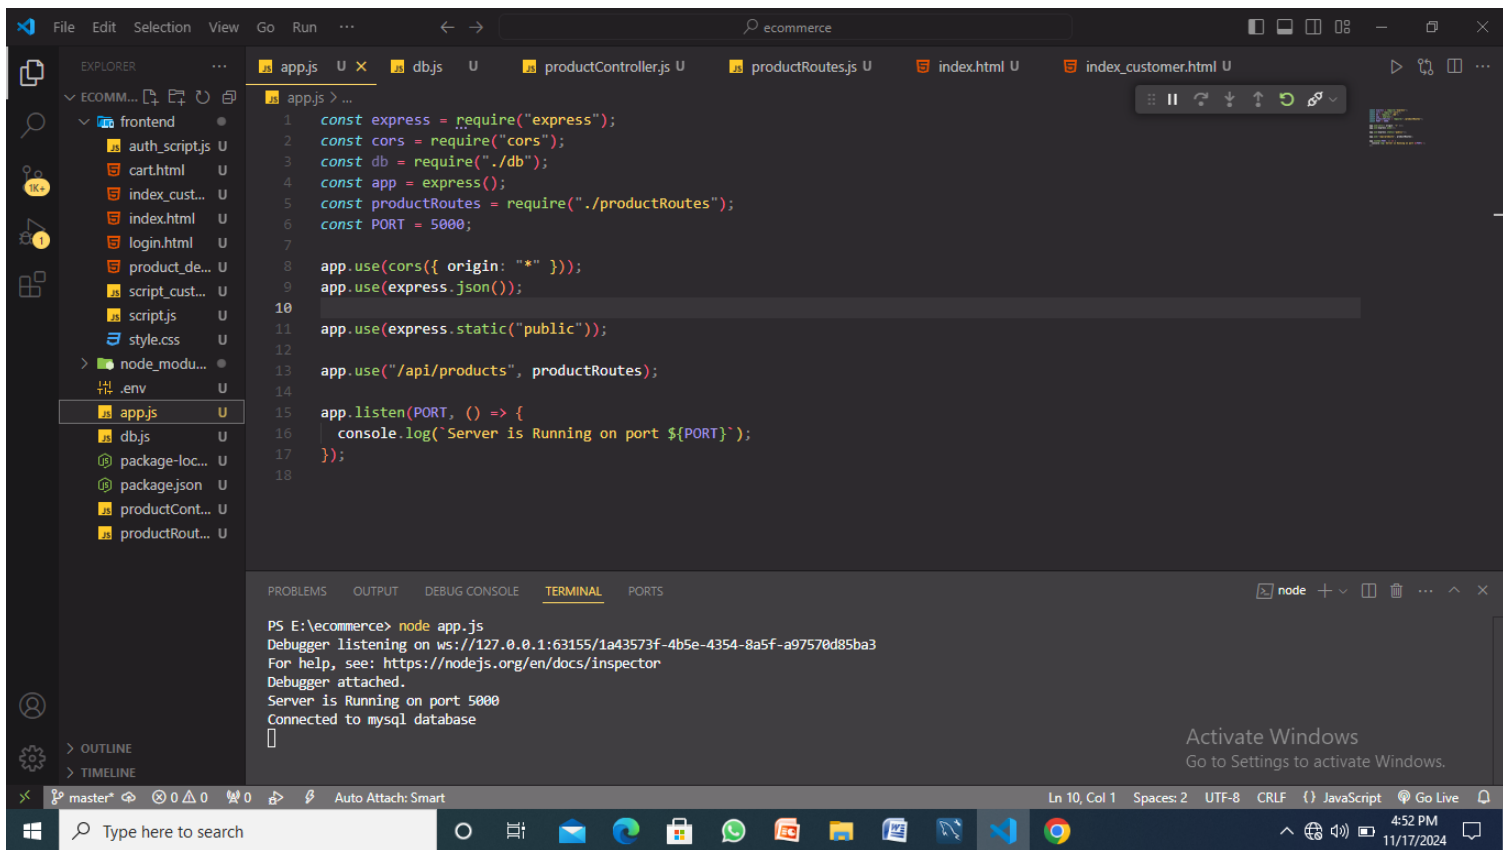 File Edit Selection View Go Run ··· ecommerce
EXPLORER ···
app.js U
db.js U
productController.js U
productRoutes.js U
index.html U
index_customer.html U
ECOMM...
frontend
auth_script.js U
cart.html U
index_cust... U
index.html U
login.html U
product_de... U
script_cust... U
script.js U
style.css U
node_modu...
.env U
app.js U
db.js U
package-loc... U
package.json U
productCont... U
productRout... U
OUTLINE
TIMELINE
1K+
1
app.js > ...
1 const express = require("express");
2 const cors = require("cors");
3 const db = require("./db");
4 const app = express();
5 const productRoutes = require("./productRoutes");
6 const PORT = 5000;
7
8 app.use(cors({ origin: "*" }));
9 app.use(express.json());
10
11 app.use(express.static("public"));
12
13 app.use("/api/products", productRoutes);
14
15 app.listen(PORT, () => {
16 console.log(`Server is Running on port ${PORT}`);
17 });
18
PROBLEMS OUTPUT DEBUG CONSOLE TERMINAL PORTS
node
PS E:\ecommerce> node app.js
Debugger listening on ws://127.0.0.1:63155/1a43573f-4b5e-4354-8a5f-a97570d85ba3
For help, see: https://nodejs.org/en/docs/inspector
Debugger attached.
Server is Running on port 5000
Connected to mysql database
Activate Windows
Go to Settings to activate Windows.
master* 0 0 0 Auto Attach: Smart
Ln 10, Col 1 Spaces: 2 UTF-8 CRLF {} JavaScript Go Live
Type here to search
4:52 PM
11/17/2024